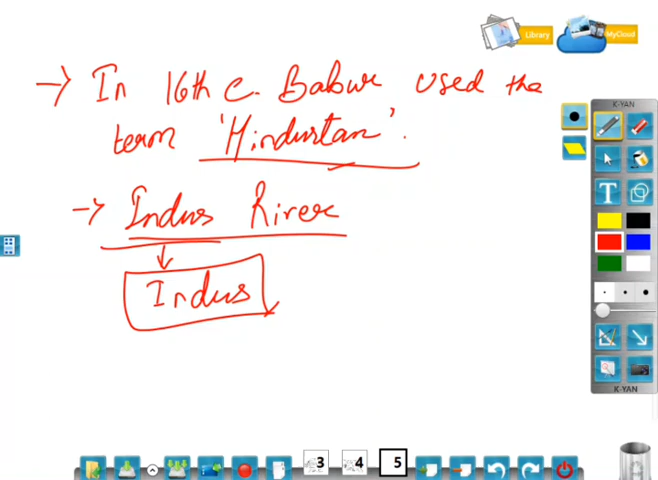 Library
MyCloud
→ In 16th c. Babur used the
term 'Hindustan'.
→ Indus River
Indus
K-YAN
T
K-YAN
3
4
5